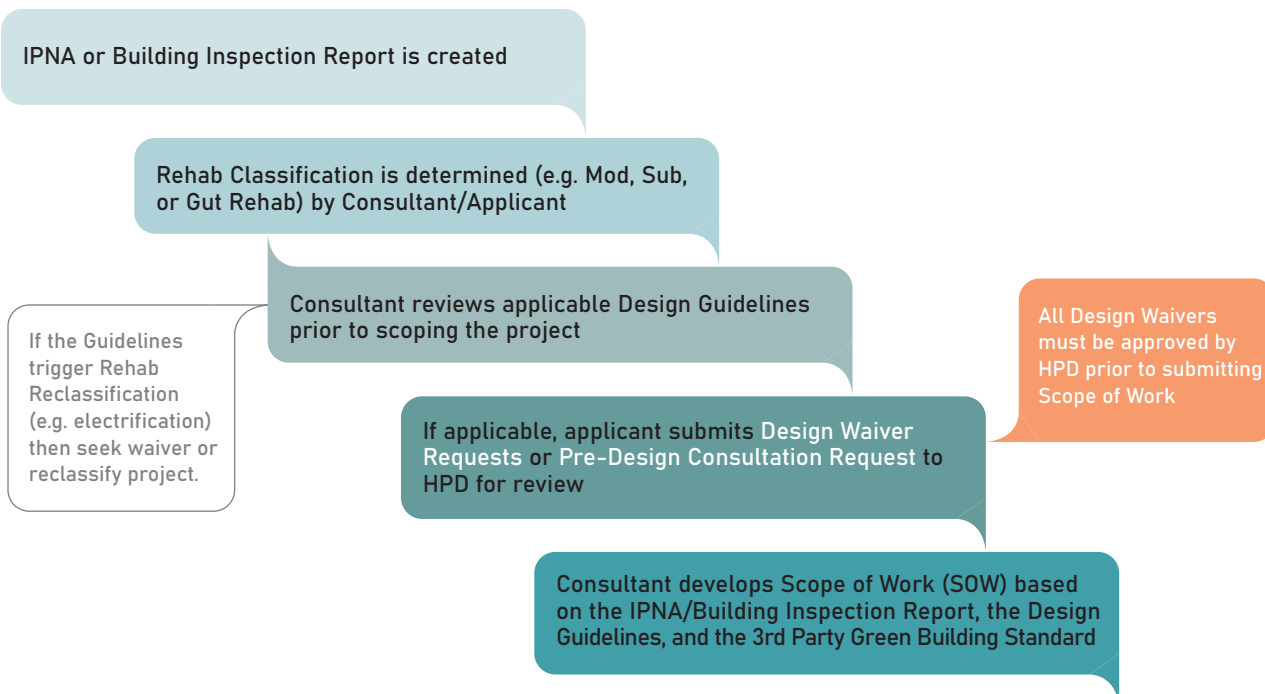 IPNA or Building Inspection Report is created
Rehab Classification is determined (e.g. Mod, Sub,
or Gut Rehab) by Consultant/Applicant
Consultant reviews applicable Design Guidelines
prior to scoping the project
If the Guidelines
trigger Rehab
Reclassification
(e.g. electrification)
then seek waiver or
reclassify project.
All Design Waivers
must be approved by
HPD prior to submitting
Scope of Work
If applicable, applicant submits Design Waiver
Requests or Pre-Design Consultation Request to
HPD for review
Consultant develops Scope of Work (SOW) based
on the IPNA/Building Inspection Report, the Design
Guidelines, and the 3rd Party Green Building Standard